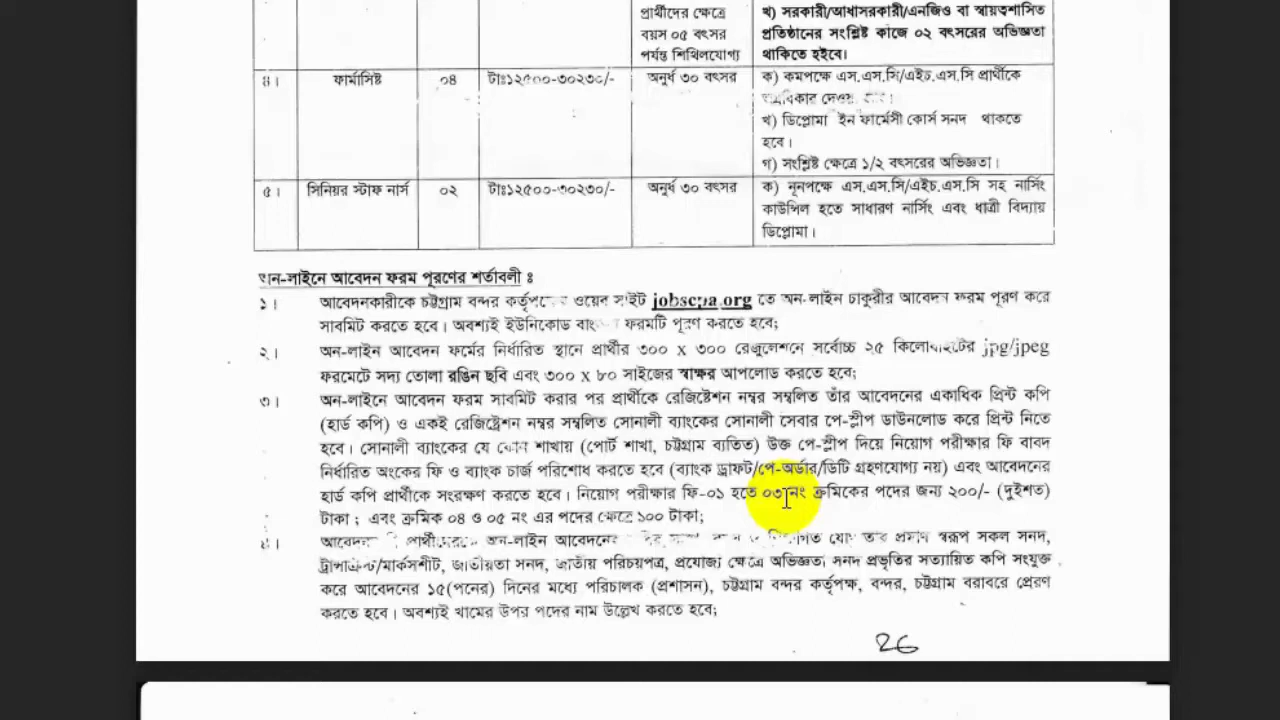 প্রার্থীদের ক্ষেত্রে
বয়স ০৫ বৎসর
পর্যন্ত শিথিলযোগ্য
খ) সরকারী/আধাসরকারী/এনজিও বা স্বায়ত্বশাসিত
প্রতিষ্ঠানের সংশ্লিষ্ট কাজে ০২ বৎসরের অভিজ্ঞতা
থাকিতে হইবে।
৪। ফার্মাসিষ্ট ০৪ টাঃ১২৫০০-৩০২৩০/- অনুর্ধ ৩০ বৎসর ক) কমপক্ষে এস.এস.সি/এইচ.এস.সি প্রার্থীকে
খ) ডিপ্লোমা ইন ফার্মেসী কোর্স সনদ থাকতে
হবে।
গ) সংশ্লিষ্ট ক্ষেত্রে ১/২ বৎসরের অভিজ্ঞতা।
৫। সিনিয়র স্টাফ নার্স ০২ টাঃ১২৫০০-৩০২৩০/- অনুর্ধ ৩০ বৎসর ক) নূনপক্ষে এস.এস.সি/এইচ.এস.সি সহ নার্সিং
কাউন্সিল হতে সাধারণ নার্সিং এবং ধাত্রী বিদ্যায়
ডিপ্লোমা।
অন-লাইনে আবেদন ফরম পূরণের শর্তাবলী ঃ
১। আবেদনকারীকে চট্টগ্রাম বন্দর কর্তৃপক্ষের ওয়েব সাইট jobscpa.org তে অন-লাইন চাকুরীর আবেদন ফরম পূরণ করে
সাবমিট করতে হবে। অবশ্যই ইউনিকোড ফরমটি পূরণ করতে হবে;
২। অন-লাইন আবেদন ফর্মের নির্ধারিত স্থানে প্রার্থীর ৩০০ x ৩০০ রেজুলেশনে সর্বোচ্চ ২৫ কিলোবাইটের jpg/jpeg
ফরমেটে সদ্য তোলা রঙিন ছবি এবং ৩০০ x ৮০ সাইজের স্বাক্ষর আপলোড করতে হবে;
৩। অন-লাইনে আবেদন ফরম সাবমিট করার পর প্রার্থীকে রেজিষ্টেশন নম্বর সম্বলিত তাঁর আবেদনের একাধিক প্রিন্ট কপি
(হার্ড কপি) ও একই রেজিষ্ট্রেশন নম্বর সম্বলিত সোনালী ব্যাংকের সোনালী সেবার পে-স্লীপ ডাউনলোড করে প্রিন্ট নিতে
হবে। সোনালী ব্যাংকের যে কোন শাখায় (পোর্ট শাখা, চট্টগ্রাম ব্যতিত) উক্ত পে-স্লীপ দিয়ে নিয়োগ পরীক্ষার ফি বাবদ
নির্ধারিত অংকের ফি ও ব্যাংক চার্জ পরিশোধ করতে হবে (ব্যাংক ড্রাফট/পে-অর্ডার/ডিটি গ্রহণযোগ্য নয়) এবং আবেদনের
হার্ড কপি প্রার্থীকে সংরক্ষণ করতে হবে। নিয়োগ পরীক্ষার ফি-০১ হতে ০৩ নং ক্রমিকের পদের জন্য ২০০/- (দুইশত)
টাকা ; এবং ক্রমিক ০৪ ও ০৫ নং এর পদের ক্ষেত্রে ১০০ টাকা;
৪। অন-লাইন আবেদনের প্রমাণ স্বরূপ সকল সনদ,
ট্রান্সক্রিপ্ট/মার্কসশীট, জাতীয়তা সনদ, জাতীয় পরিচয়পত্র, প্রযোজ্য ক্ষেত্রে অভিজ্ঞতা সনদ প্রভৃতির সত্যায়িত কপি সংযুক্ত
করে আবেদনের ১৫(পনের) দিনের মধ্যে পরিচালক (প্রশাসন), চট্টগ্রাম বন্দর কর্তৃপক্ষ, বন্দর, চট্টগ্রাম বরাবরে প্রেরণ
করতে হবে। অবশ্যই খামের উপর পদের নাম উল্লেখ করতে হবে;
26